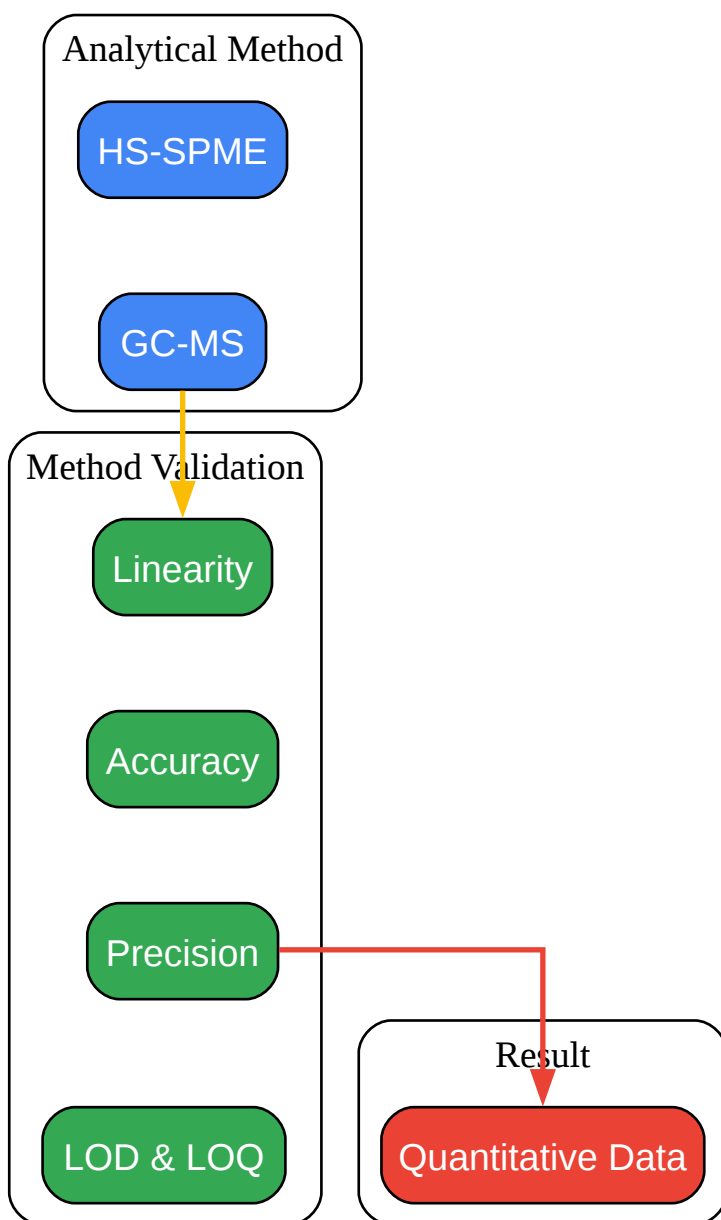 Analytical Method
HS-SPME
GC-MS
Method Validation
Linearity
Accuracy
Precision
LOD & LOQ
Result
Quantitative Data